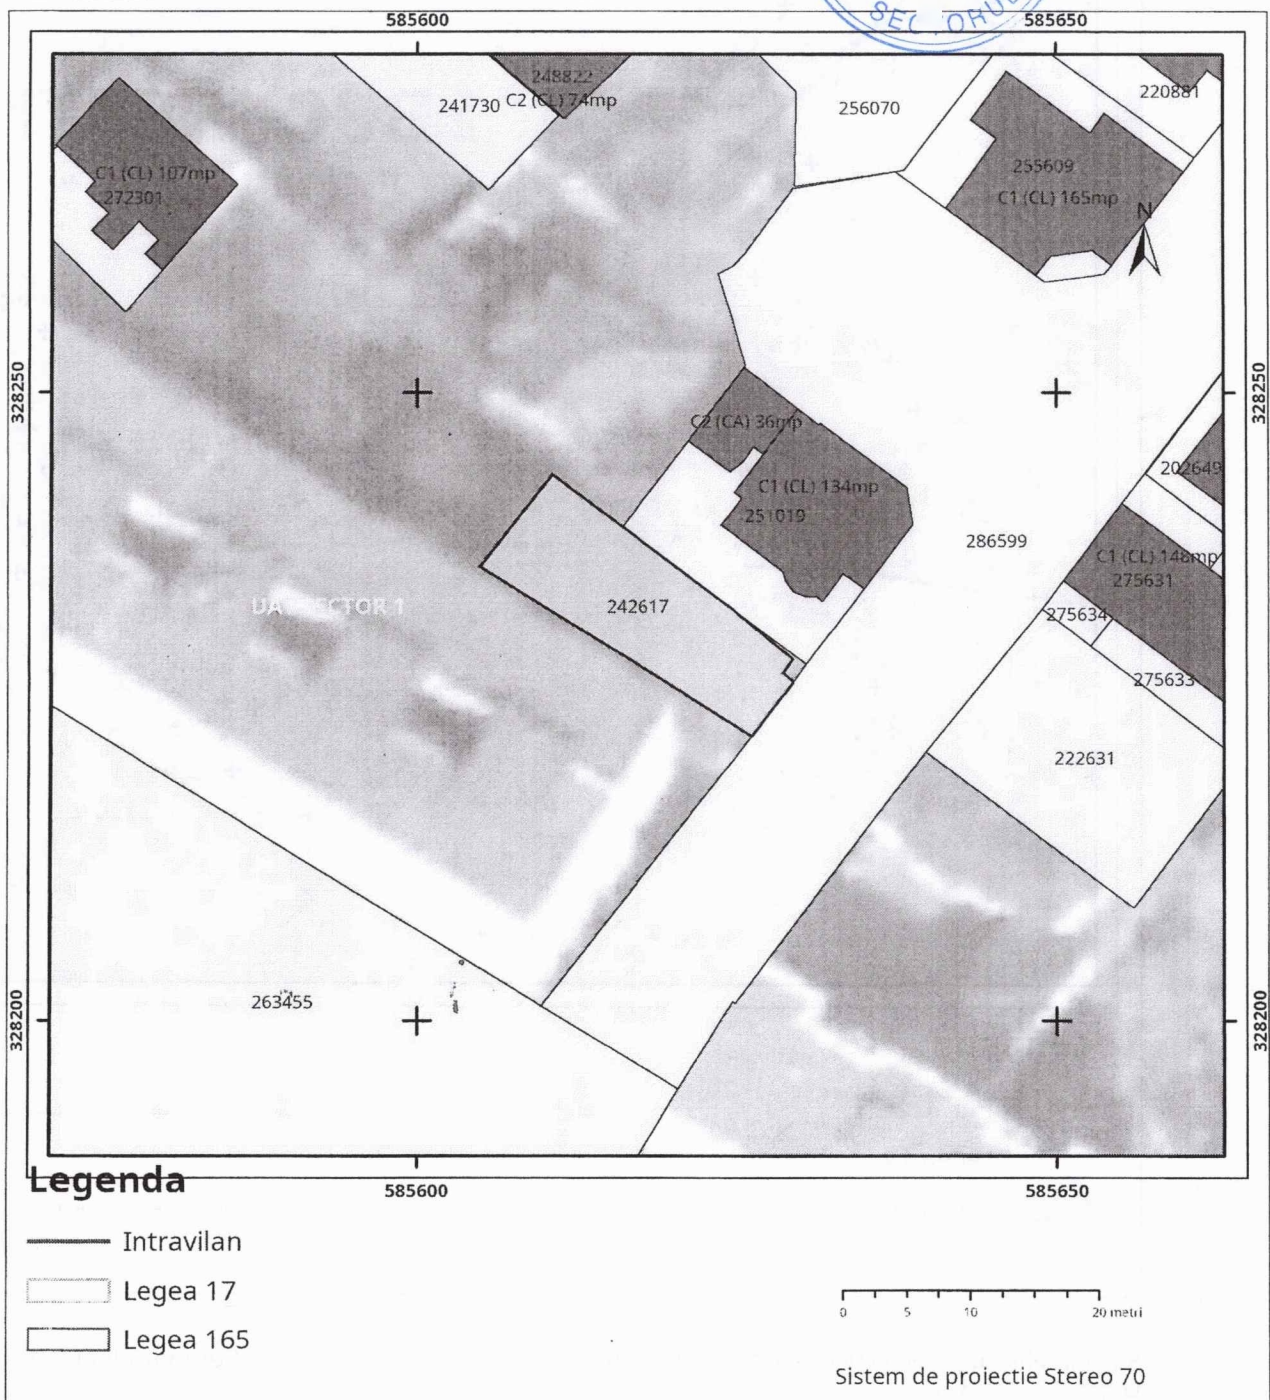 SECTORUL
585600
585650
248822
C2 (CL) 74mp
241730
256070
220881
255609
C1 (CL) 165mp
C1 (CL) 107mp
272301
N
328250
328250
C2 (CA) 36mp
C1 (CL) 134mp
251019
202649
286599
C1 (CL) 148mp
275631
242617
275634
275633
222631
263455
328200
328200
585600
585650
Legenda
Intravilan
Legea 17
Legea 165
0 5 10 20 metri
Sistem de proiectie Stereo 70